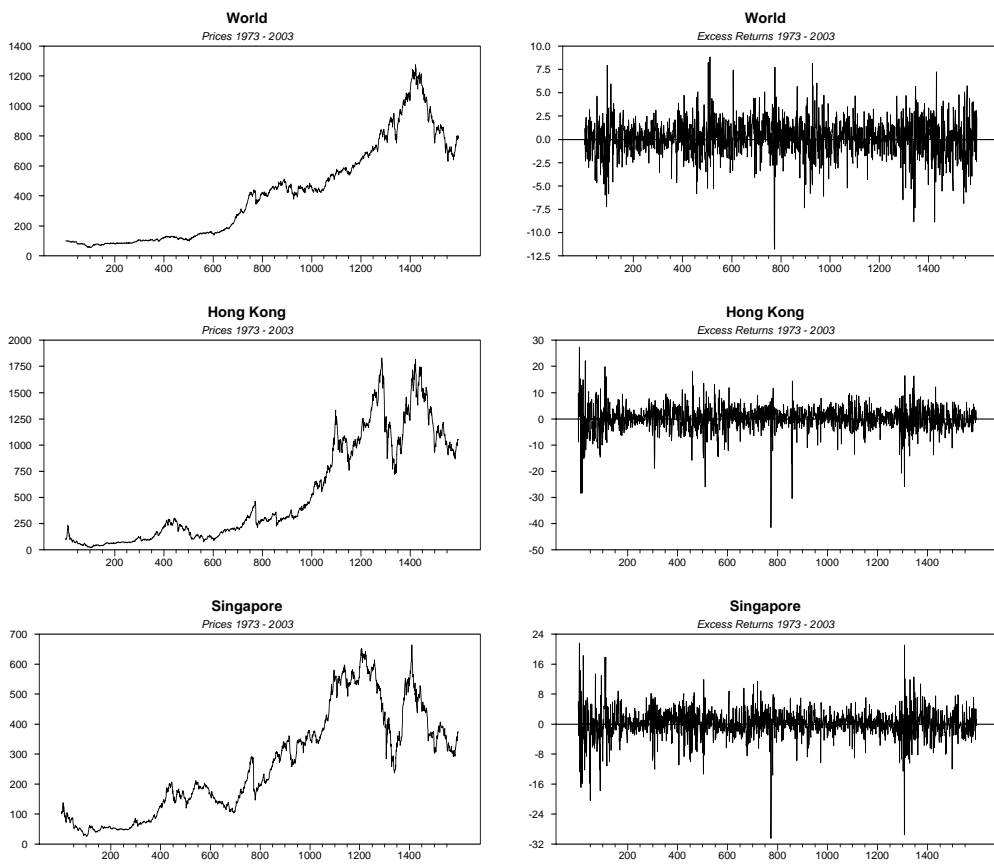 World
Prices 1973 - 2003
1400
1200
1000
800
600
400
200
0
200 400 600 800 1000 1200 1400
World
Excess Returns 1973 - 2003
10.0
7.5
5.0
2.5
0.0
-2.5
-5.0
-7.5
-10.0
-12.5
200 400 600 800 1000 1200 1400
Hong Kong
Prices 1973 - 2003
2000
1750
1500
1250
1000
750
500
250
0
200 400 600 800 1000 1200 1400
Hong Kong
Excess Returns 1973 - 2003
30
20
10
0
-10
-20
-30
-40
-50
200 400 600 800 1000 1200 1400
Singapore
Prices 1973 - 2003
700
600
500
400
300
200
100
0
200 400 600 800 1000 1200 1400
Singapore
Excess Returns 1973 - 2003
24
16
8
0
-8
-16
-24
-32
200 400 600 800 1000 1200 1400